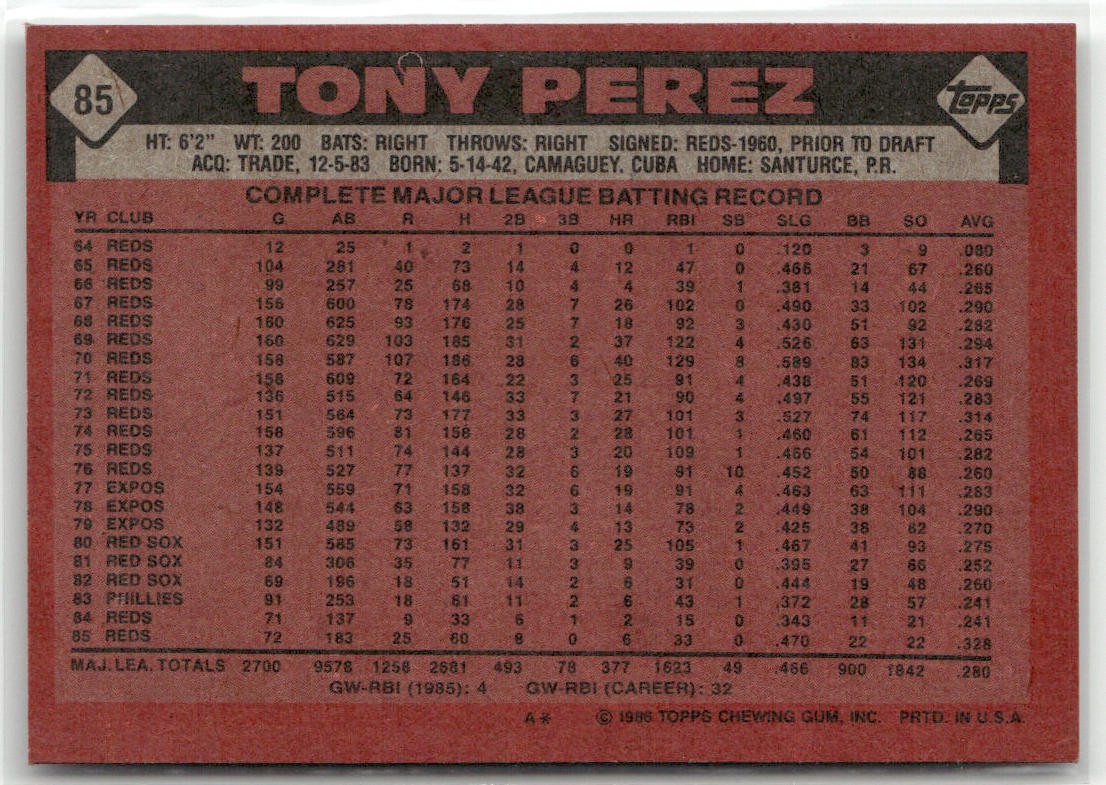 85 TONY PEREZ topps
HT: 6'2" WT: 200 BATS: RIGHT THROWS: RIGHT SIGNED: REDS-1960, PRIOR TO DRAFT
ACQ: TRADE, 12-5-83 BORN: 5-14-42, CAMAGUEY, CUBA HOME: SANTURCE, P.R.
COMPLETE MAJOR LEAGUE BATTING RECORD
YR CLUB G AB R H 2B 3B HR RBI SB SLG BB SO AVG
64 REDS 12 25 1 2 1 0 0 1 0 .120 3 9 .080
65 REDS 104 281 40 73 14 4 12 47 0 .466 21 67 .260
66 REDS 99 257 25 68 10 4 4 39 1 .381 14 44 .265
67 REDS 156 600 78 174 28 7 26 102 0 .490 33 102 .290
68 REDS 160 625 93 176 25 7 18 92 3 .430 51 92 .282
69 REDS 160 629 103 185 31 2 37 122 4 .526 63 131 .294
70 REDS 158 587 107 186 28 6 40 129 8 .589 83 134 .317
71 REDS 158 609 72 164 22 3 25 91 4 .438 51 120 .269
72 REDS 136 515 64 146 33 7 21 90 4 .497 55 121 .283
73 REDS 151 564 73 177 33 3 27 101 3 .527 74 117 .314
74 REDS 158 596 81 158 28 2 28 101 1 .460 61 112 .265
75 REDS 137 511 74 144 28 3 20 109 1 .466 54 101 .282
76 REDS 139 527 77 137 32 6 19 91 10 .452 50 88 .260
77 EXPOS 154 559 71 158 32 6 19 91 4 .463 63 111 .283
78 EXPOS 148 544 63 158 38 3 14 78 2 .449 38 104 .290
79 EXPOS 132 489 58 132 29 4 13 73 2 .425 38 82 .270
80 RED SOX 151 585 73 161 31 3 25 105 1 .467 41 93 .275
81 RED SOX 84 306 35 77 11 3 9 39 0 .395 27 66 .252
82 RED SOX 69 196 18 51 14 2 6 31 0 .444 19 48 .260
83 PHILLIES 91 253 18 61 11 2 6 43 1 .372 28 57 .241
84 REDS 71 137 9 33 6 1 2 15 0 .343 11 21 .241
85 REDS 72 183 25 60 8 0 6 33 0 .470 22 22 .328
MAJ. LEA. TOTALS 2700 9578 1258 2681 493 78 377 1623 49 .466 900 1842 .280
GW-RBI (1985): 4 GW-RBI (CAREER): 32
A* © 1986 TOPPS CHEWING GUM, INC. PRTD. IN U.S.A.